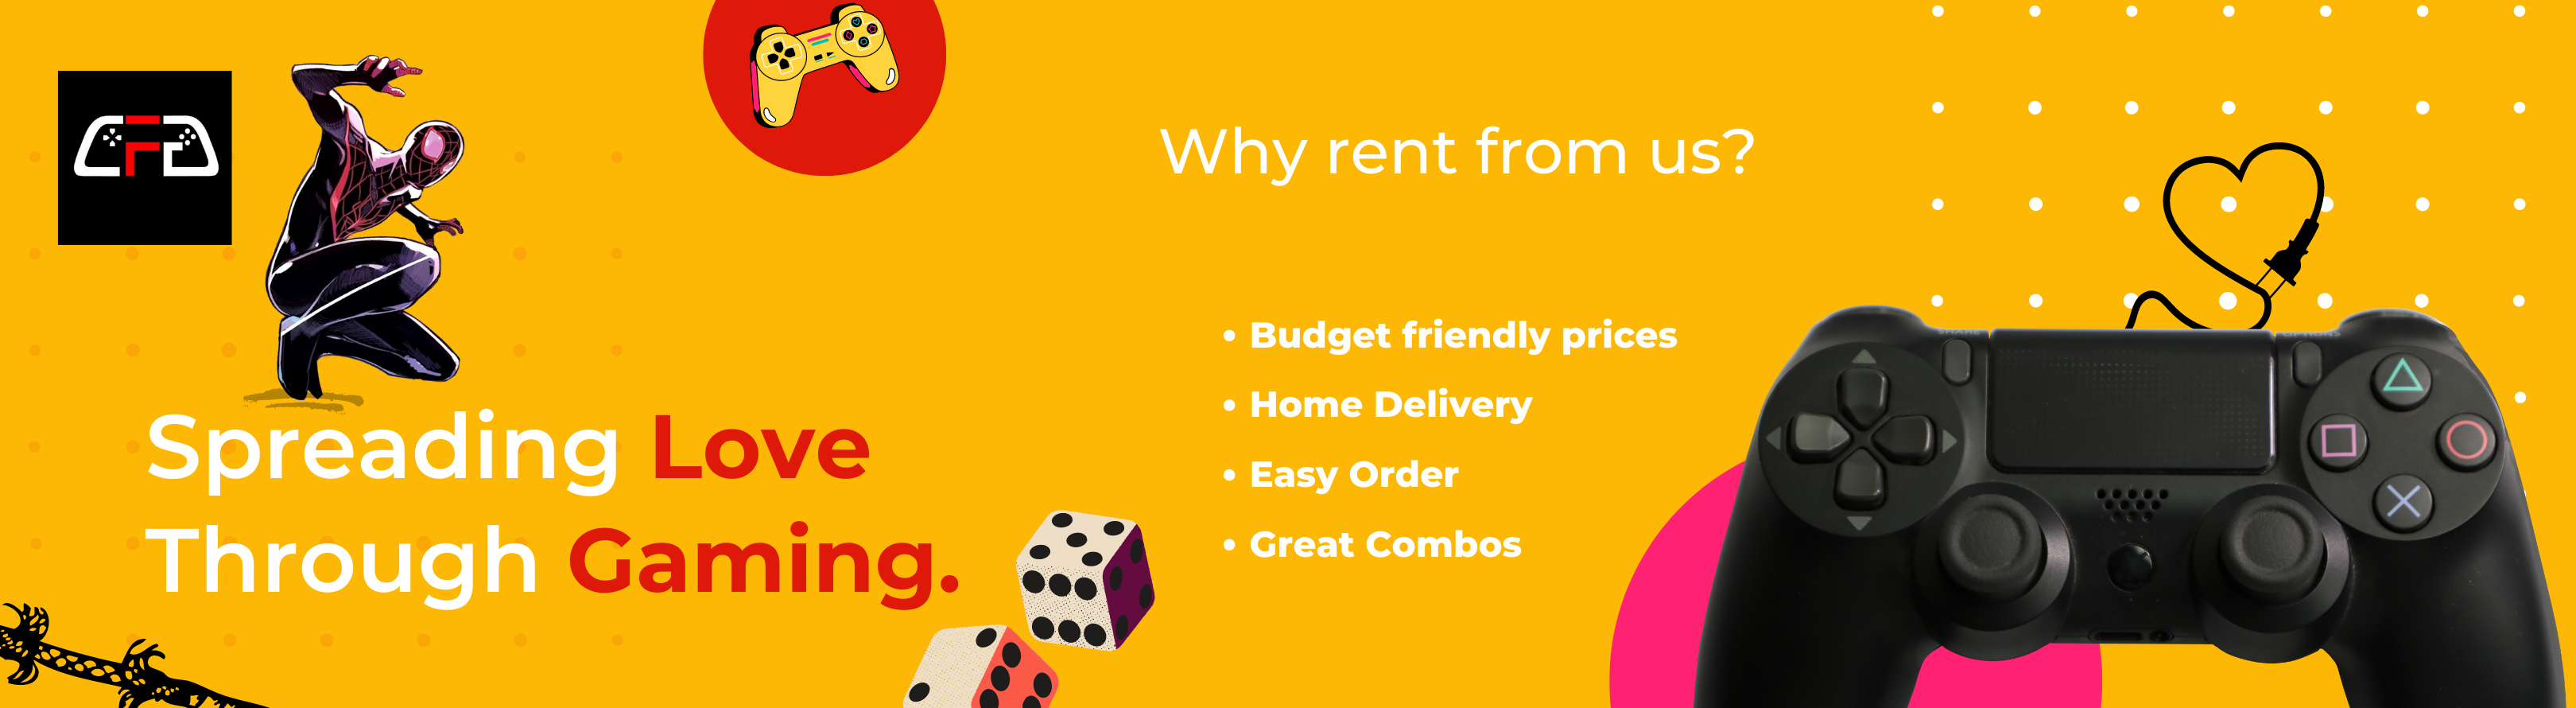 Spreading Love
Through Gaming.
Why rent from us?
• Budget friendly prices
• Home Delivery
• Easy Order
• Great Combos